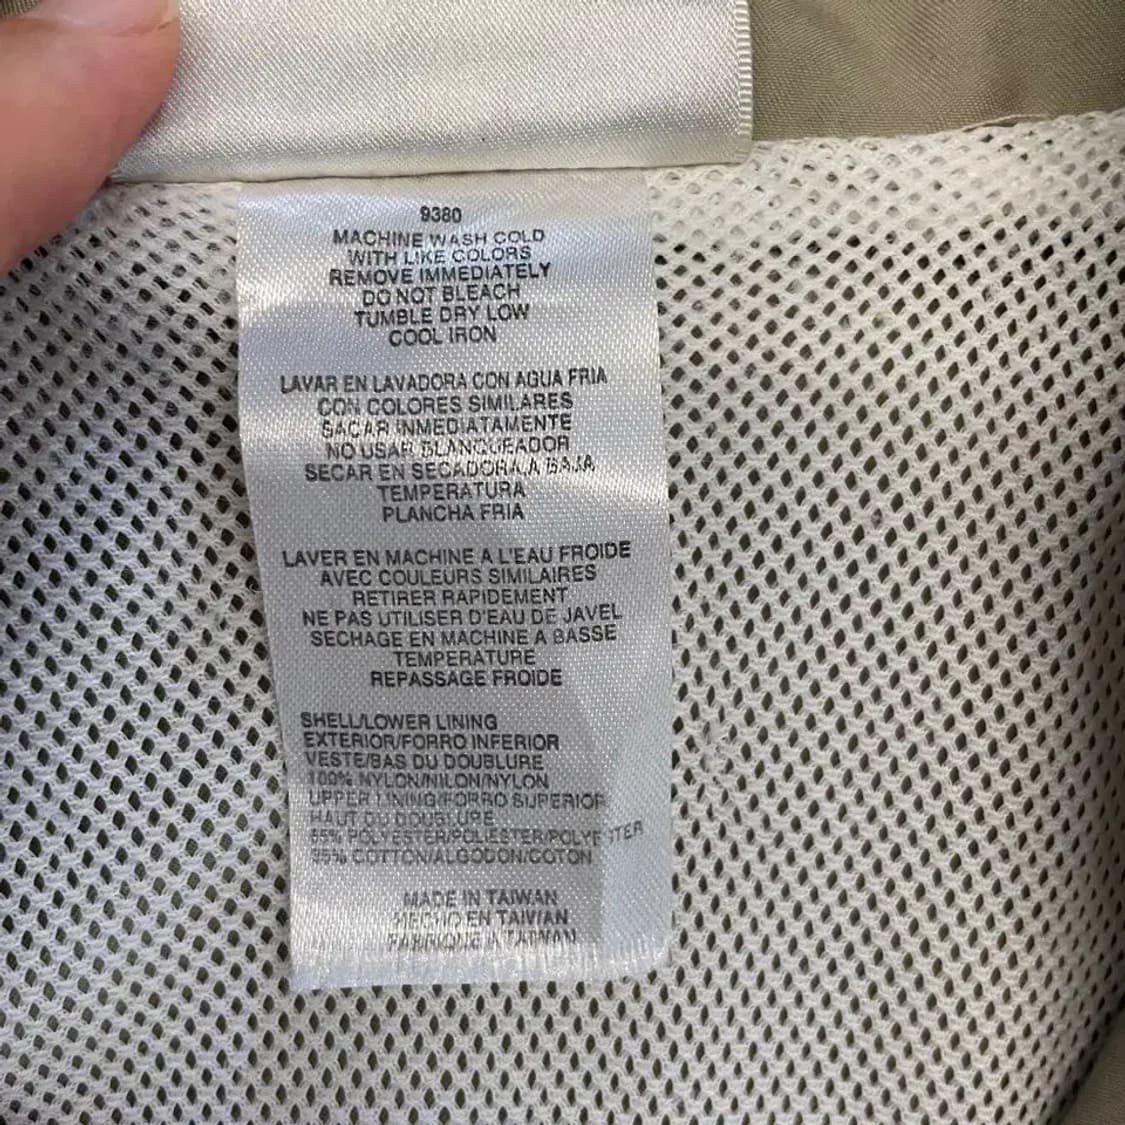 9380
MACHINE WASH COLD
WITH LIKE COLORS
REMOVE IMMEDIATELY
DO NOT BLEACH
TUMBLE DRY LOW
COOL IRON
LAVAR EN LAVADORA CON AGUA FRIA
CON COLORES SIMILARES
SACAR INMEDIATAMENTE
NO USAR BLANQUEADOR
SECAR EN SECADORA A BAJA
TEMPERATURA
PLANCHA FRIA
LAVER EN MACHINE A L'EAU FROIDE
AVEC COULEURS SIMILAIRES
RETIRER RAPIDEMENT
NE PAS UTILISER D'EAU DE JAVEL
SECHAGE EN MACHINE A BASSE
TEMPERATURE
REPASSAGE FROIDE
SHELL/LOWER LINING
EXTERIOR/FORRO INFERIOR
VESTE/BAS DU DOUBLURE
100% NYLON/NILON/NYLON
UPPER LINING/FORRO SUPERIOR
HAUT DU DOUBLURE
65% POLYESTER/POLIESTER/POLYESTER
35% COTTON/ALGODON/COTON
MADE IN TAIWAN
HECHO EN TAIWAN
FABRIQUE A TAIWAN